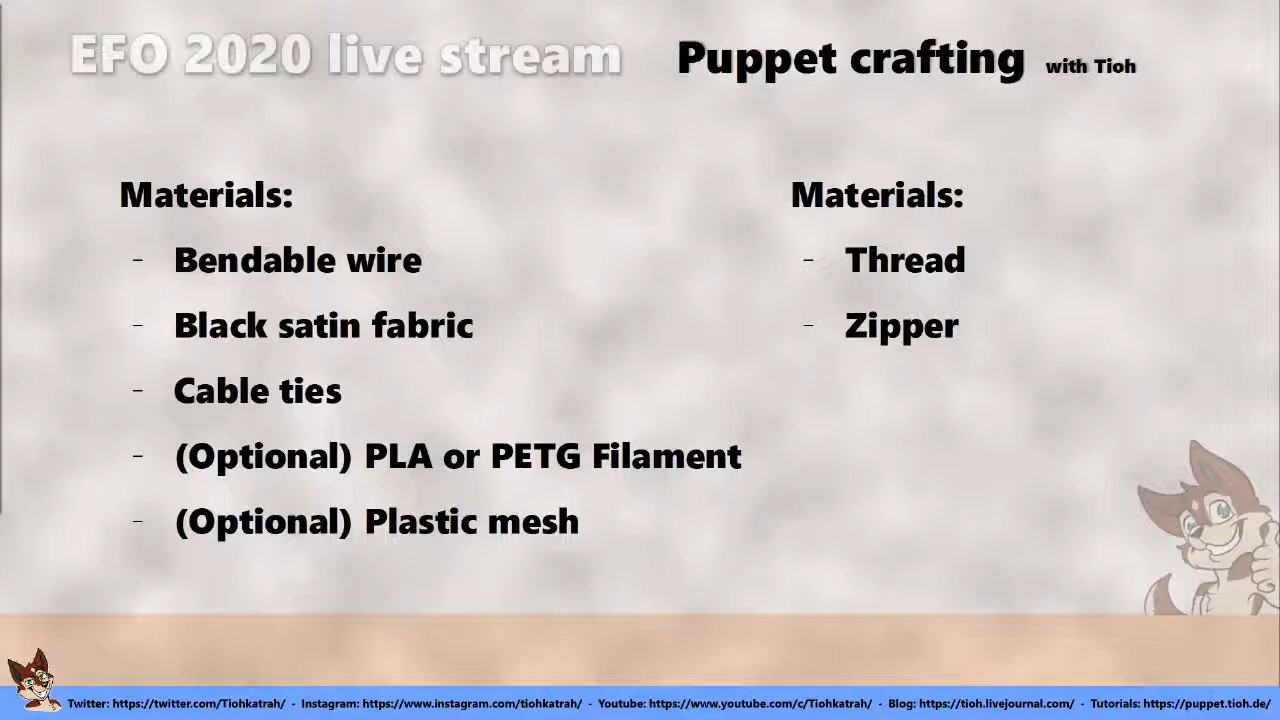 EFO 2020 live stream
Puppet crafting with Tioh
Materials:
- Bendable wire
- Black satin fabric
- Cable ties
- (Optional) PLA or PETG Filament
- (Optional) Plastic mesh
Materials:
- Thread
- Zipper
Twitter: https://twitter.com/Tiohkatrah/ - Instagram: https://www.instagram.com/tiohkatrah/ - Youtube: https://www.youtube.com/c/Tiohkatrah/ - Blog: https://tioh.livejournal.com/ - Tutorials: https://puppet.tioh.de/